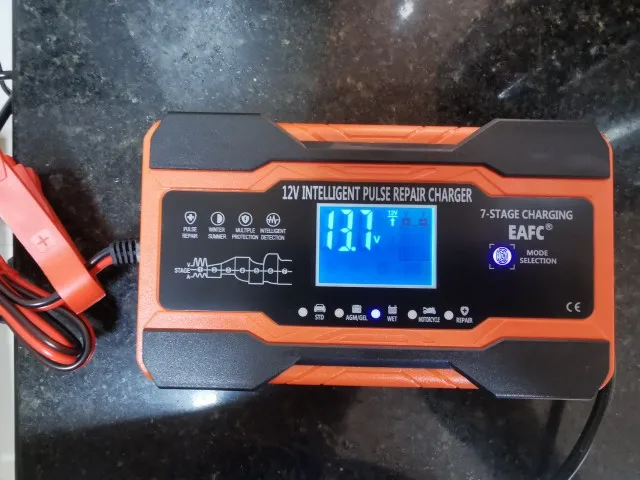 12V INTELLIGENT PULSE REPAIR CHARGER
PULSE REPAIR
WINTER SUMMER
MULTIPLE PROTECTION
INTELLIGENT DETECTION
STAGE
V
A
13.7 V
12V
7-STAGE CHARGING
EAFC®
MODE SELECTION
STD
AGM/GEL
WET
MOTORCYCLE
REPAIR
CE